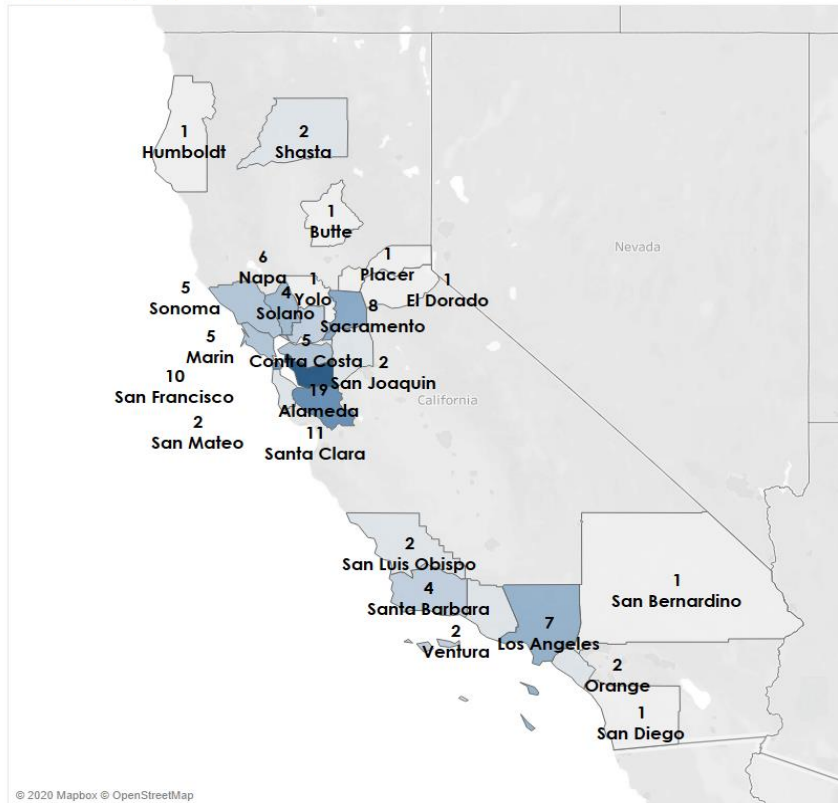 1
Humboldt
2
Shasta
1
Butte
Nevada
1
Placer
1
El Dorado
6
Napa
1
Yolo
5
Sonoma
4
Solano
8
Sacramento
5
Marin
5
Contra Costa
2
San Joaquin
10
San Francisco
19
Alameda
California
2
San Mateo
11
Santa Clara
2
San Luis Obispo
4
Santa Barbara
1
San Bernardino
2
Ventura
7
Los Angeles
2
Orange
1
San Diego
© 2020 Mapbox © OpenStreetMap